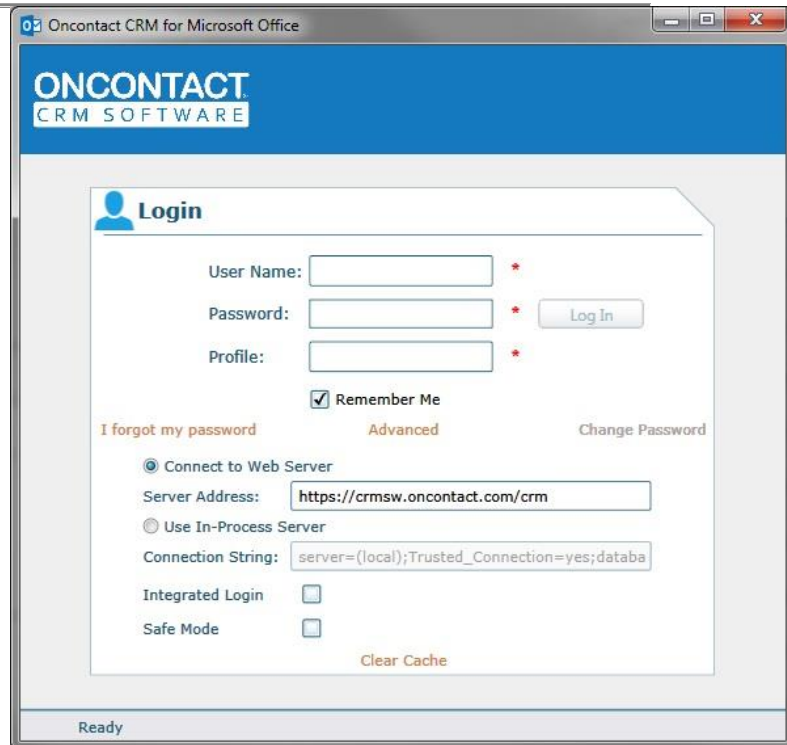 Oncontact CRM for Microsoft Office
ONCONTACT
CRM SOFTWARE
Login
User Name: *
Password: * Log In
Profile: *
Remember Me
I forgot my password Advanced Change Password
Connect to Web Server
Server Address: https://crmsw.oncontact.com/crm
Use In-Process Server
Connection String: server=(local);Trusted_Connection=yes;databa
Integrated Login
Safe Mode
Clear Cache
Ready